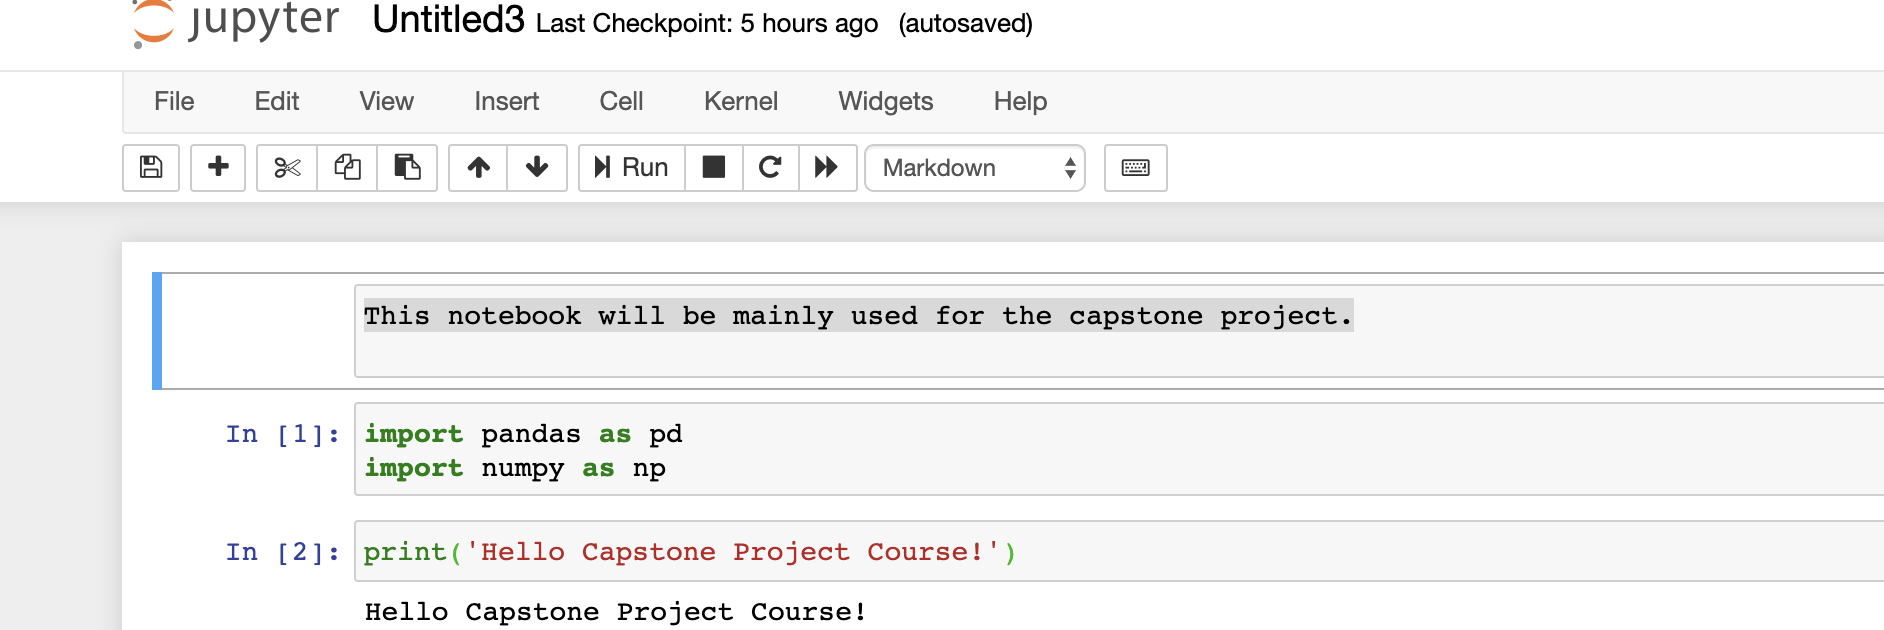 jupyter Untitled3 Last Checkpoint: 5 hours ago (autosaved)
File Edit View Insert Cell Kernel Widgets Help
Run Markdown
This notebook will be mainly used for the capstone project.
In [1]: import pandas as pd
import numpy as np
In [2]: print('Hello Capstone Project Course!')
Hello Capstone Project Course!